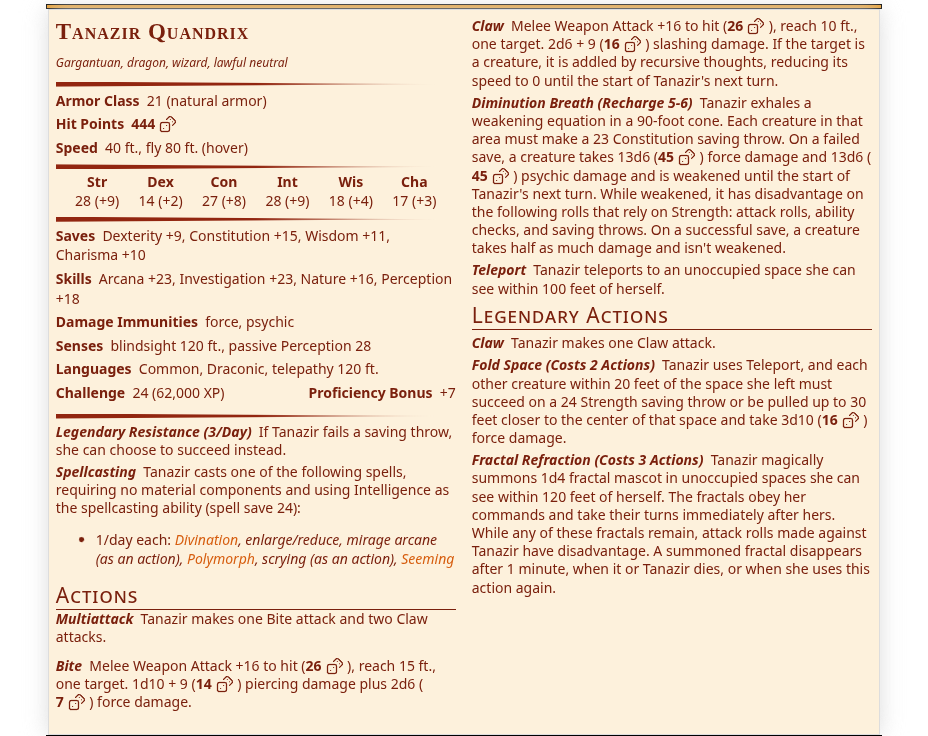 Tanazir Quandrix
Gargantuan, dragon, wizard, lawful neutral
Armor Class 21 (natural armor)
Hit Points 444
Speed 40 ft., fly 80 ft. (hover)
Str Dex Con Int Wis Cha
28 (+9) 14 (+2) 27 (+8) 28 (+9) 18 (+4) 17 (+3)
Saves Dexterity +9, Constitution +15, Wisdom +11,
Charisma +10
Skills Arcana +23, Investigation +23, Nature +16, Perception
+18
Damage Immunities force, psychic
Senses blindsight 120 ft., passive Perception 28
Languages Common, Draconic, telepathy 120 ft.
Challenge 24 (62,000 XP) Proficiency Bonus +7
Legendary Resistance (3/Day) If Tanazir fails a saving throw,
she can choose to succeed instead.
Spellcasting Tanazir casts one of the following spells,
requiring no material components and using Intelligence as
the spellcasting ability (spell save 24):
• 1/day each: Divination, enlarge/reduce, mirage arcane
(as an action), Polymorph, scrying (as an action), Seeming
Actions
Multiattack Tanazir makes one Bite attack and two Claw
attacks.
Bite Melee Weapon Attack +16 to hit (26 ), reach 15 ft.,
one target. 1d10 + 9 (14 ) piercing damage plus 2d6 (
7 ) force damage.
Claw Melee Weapon Attack +16 to hit (26 ), reach 10 ft.,
one target. 2d6 + 9 (16 ) slashing damage. If the target is
a creature, it is addled by recursive thoughts, reducing its
speed to 0 until the start of Tanazir's next turn.
Diminution Breath (Recharge 5-6) Tanazir exhales a
weakening equation in a 90-foot cone. Each creature in that
area must make a 23 Constitution saving throw. On a failed
save, a creature takes 13d6 (45 ) force damage and 13d6 (
45 ) psychic damage and is weakened until the start of
Tanazir's next turn. While weakened, it has disadvantage on
the following rolls that rely on Strength: attack rolls, ability
checks, and saving throws. On a successful save, a creature
takes half as much damage and isn't weakened.
Teleport Tanazir teleports to an unoccupied space she can
see within 100 feet of herself.
Legendary Actions
Claw Tanazir makes one Claw attack.
Fold Space (Costs 2 Actions) Tanazir uses Teleport, and each
other creature within 20 feet of the space she left must
succeed on a 24 Strength saving throw or be pulled up to 30
feet closer to the center of that space and take 3d10 (16 )
force damage.
Fractal Refraction (Costs 3 Actions) Tanazir magically
summons 1d4 fractal mascot in unoccupied spaces she can
see within 120 feet of herself. The fractals obey her
commands and take their turns immediately after hers.
While any of these fractals remain, attack rolls made against
Tanazir have disadvantage. A summoned fractal disappears
after 1 minute, when it or Tanazir dies, or when she uses this
action again.